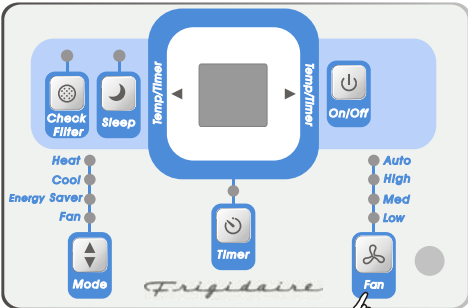 Temp/Timer
Temp/Timer
Check
Filter
Sleep
On/Off
Heat
Cool
Energy Saver
Fan
Auto
High
Med
Low
Mode
Timer
Fan
Frigidaire